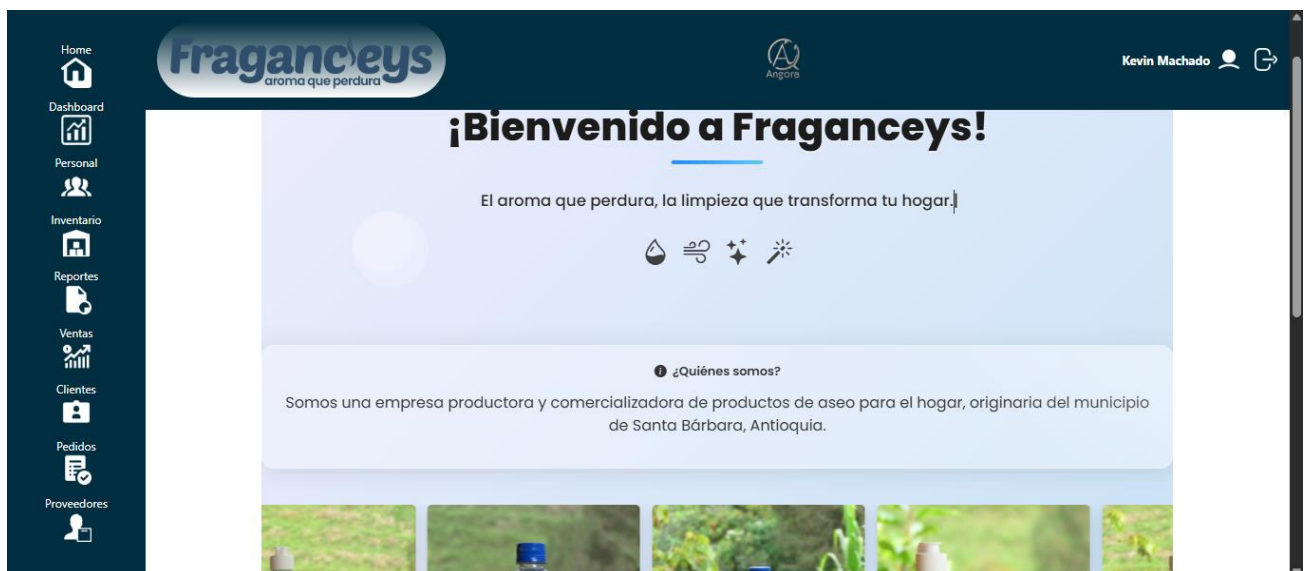 Home
Dashboard
Personal
Inventario
Reportes
Ventas
Clientes
Pedidos
Proveedores
Fraganceys
aroma que perdura
Angora
Kevin Machado
¡Bienvenido a Fraganceys!
El aroma que perdura, la limpieza que transforma tu hogar.
¿Quiénes somos?
Somos una empresa productora y comercializadora de productos de aseo para el hogar, originaria del municipio
de Santa Bárbara, Antioquia.